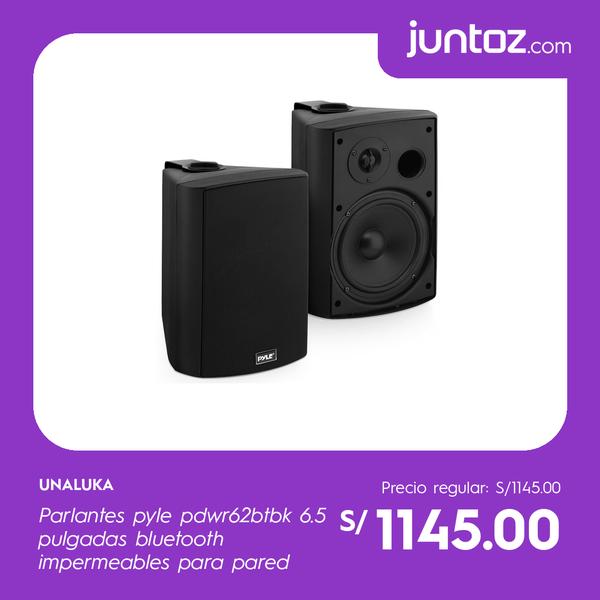 juntoz.com
PYLE
UNALUKA
Parlantes pyle pdwr62btbk 6.5
pulgadas bluetooth
impermeables para pared
Precio regular: S/1145.00
S/ 1145.00